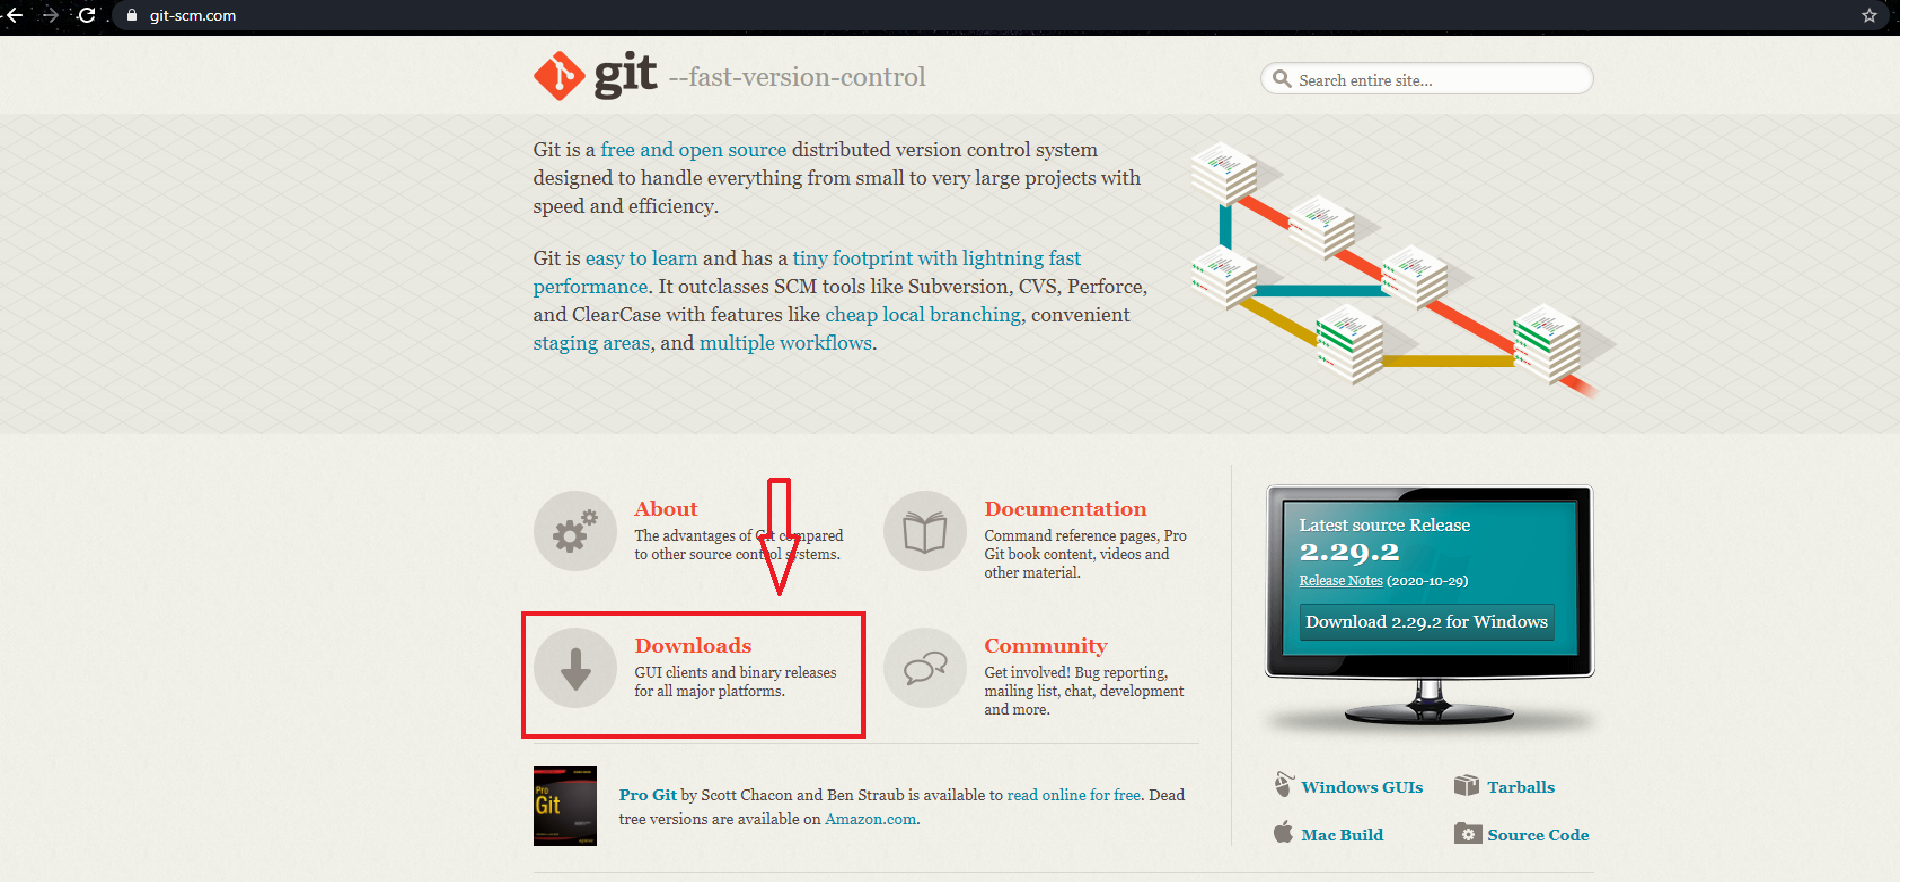 git-scm.com
git --fast-version-control
Search entire site...
Git is a free and open source distributed version control system
designed to handle everything from small to very large projects with
speed and efficiency.
Git is easy to learn and has a tiny footprint with lightning fast
performance. It outclasses SCM tools like Subversion, CVS, Perforce,
and ClearCase with features like cheap local branching, convenient
staging areas, and multiple workflows.
About
The advantages of Git compared
to other source control systems.
Documentation
Command reference pages, Pro
Git book content, videos and
other material.
Downloads
GUI clients and binary releases
for all major platforms.
Community
Get involved! Bug reporting,
mailing list, chat, development
and more.
Latest source Release
2.29.2
Release Notes (2020-10-29)
Download 2.29.2 for Windows
Windows GUIs
Tarballs
Mac Build
Source Code
Pro
Git
Pro Git by Scott Chacon and Ben Straub is available to read online for free. Dead
tree versions are available on Amazon.com.